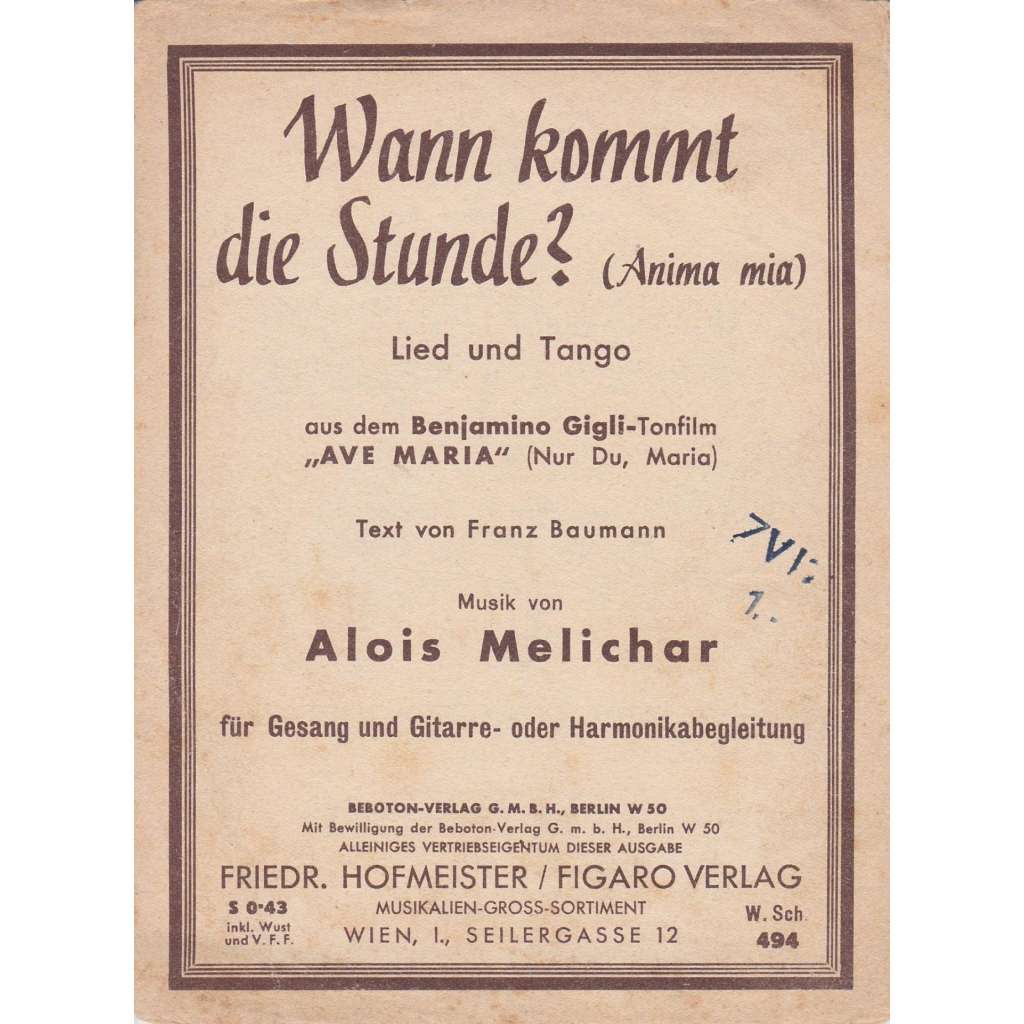 Wann kommt
die Stunde? (Anima mia)
Lied und Tango
aus dem Benjamino Gigli-Tonfilm
„AVE MARIA“ (Nur Du, Maria)
Text von Franz Baumann
Musik von
Alois Melichar
für Gesang und Gitarre- oder Harmonikabegleitung
BEBOTON-VERLAG G. M. B. H., BERLIN W 50
Mit Bewilligung der Beboton-Verlag G. m. b. H., Berlin W 50
ALLEINIGES VERTRIEBSEIGENTUM DIESER AUSGABE
FRIEDR. HOFMEISTER / FIGARO VERLAG
S 0·43 MUSIKALIEN-GROSS-SORTIMENT W. Sch.
inkl. Wust
und V. F. F. WIEN, I., SEILERGASSE 12 494